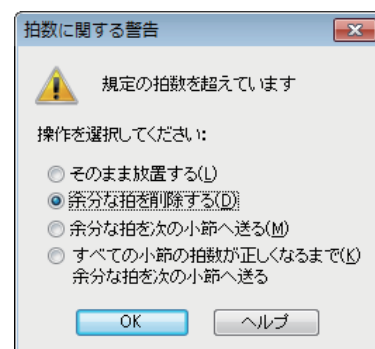 拍数に関する警告
規定の拍数を超えています
操作を選択してください:
そのまま放置する(L)
余分な拍を削除する(D)
余分な拍を次の小節へ送る(M)
すべての小節の拍数が正しくなるまで(K)
余分な拍を次の小節へ送る
OK ヘルプ